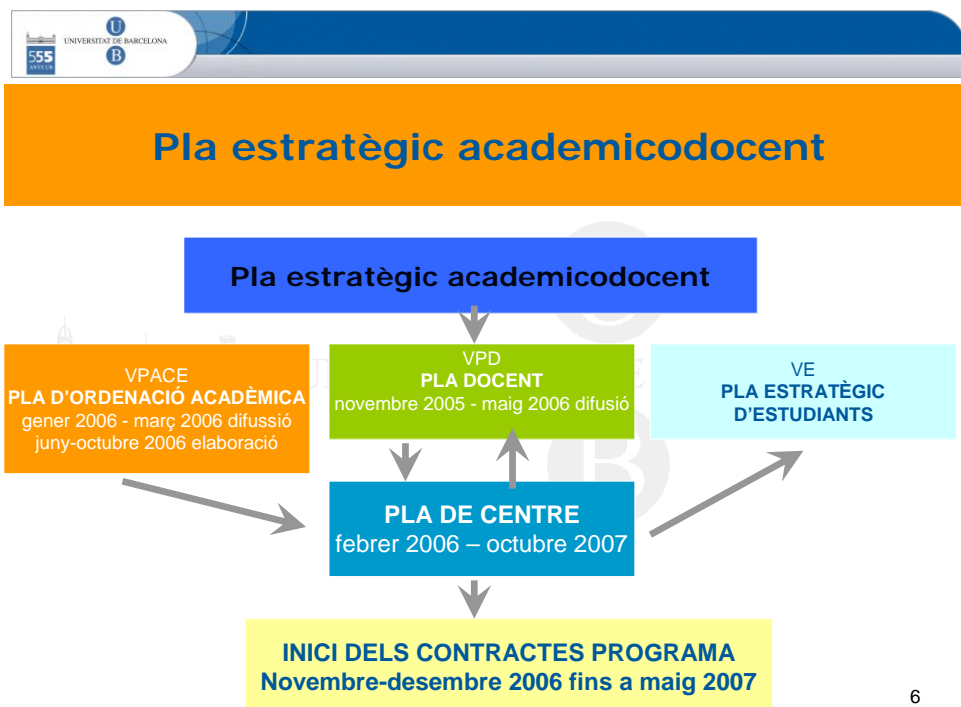 555
ANYS UB
UNIVERSITAT DE BARCELONA
U
B
Pla estratègic academicodocent
Pla estratègic academicodocent
VPACE
PLA D'ORDENACIÓ ACADÈMICA
gener 2006 - març 2006 difussió
juny-octubre 2006 elaboració
VPD
PLA DOCENT
novembre 2005 - maig 2006 difusió
VE
PLA ESTRATÈGIC
D'ESTUDIANTS
PLA DE CENTRE
febrer 2006 – octubre 2007
INICI DELS CONTRACTES PROGRAMA
Novembre-desembre 2006 fins a maig 2007
6